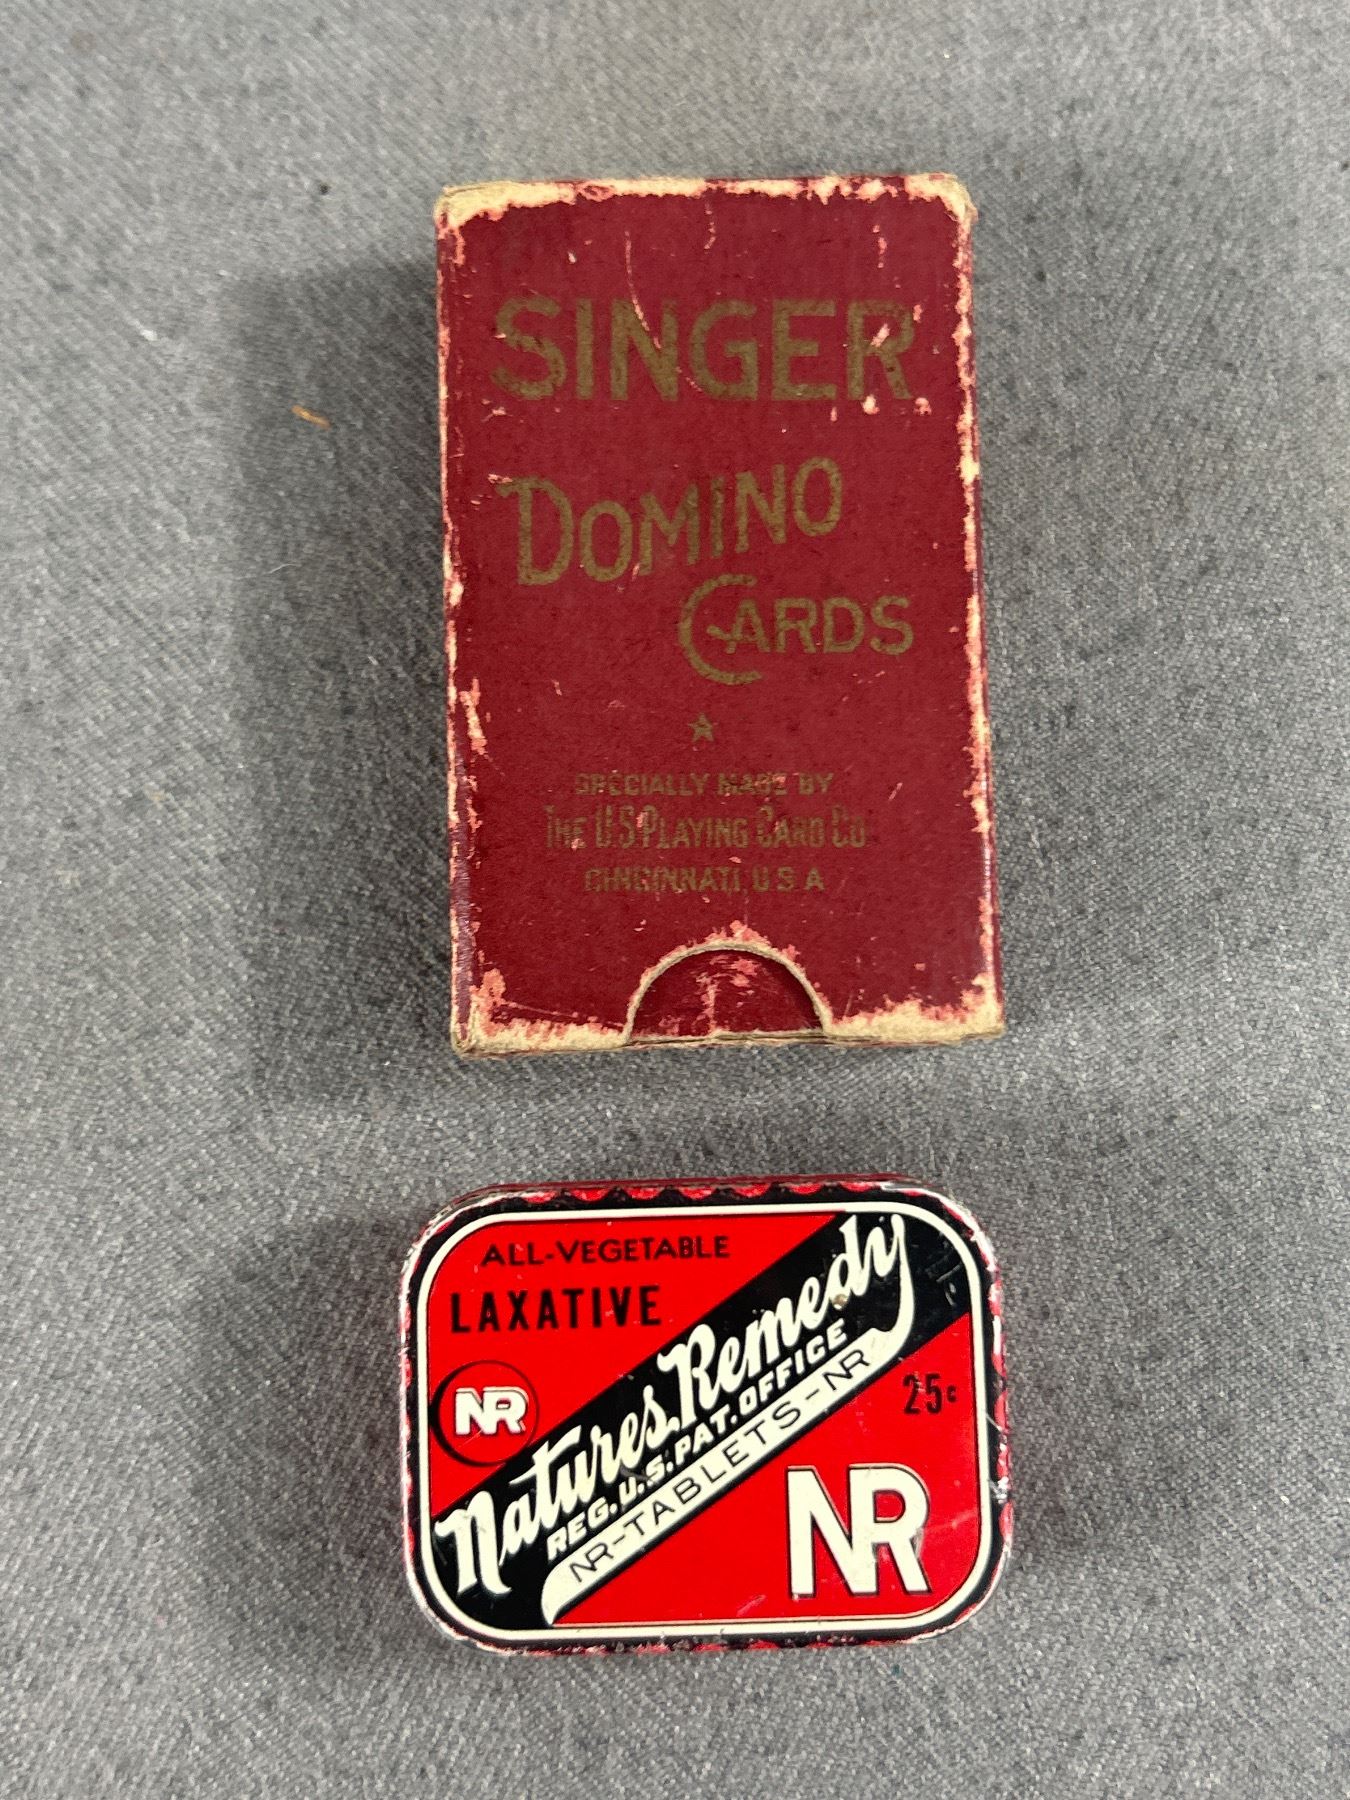 SINGER
DOMINO
CARDS
SPECIALLY MADE BY
THE U.S. PLAYING CARD CO
CINCINNATI, U.S.A
ALL-VEGETABLE
LAXATIVE
NR
Natures Remedy
REG. U.S. PAT. OFFICE
NR-TABLETS-NR
25¢
NR